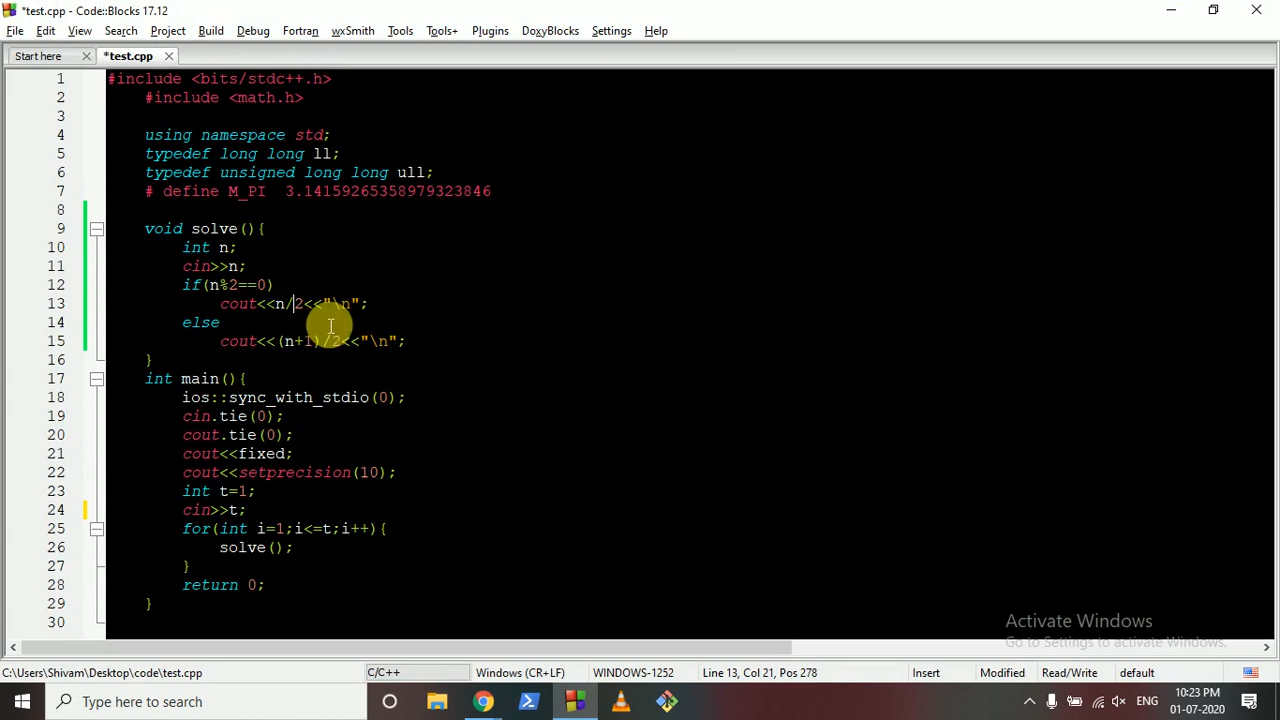 *test.cpp - Code::Blocks 17.12
File Edit View Search Project Build Debug Fortran wxSmith Tools Tools+ Plugins DoxyBlocks Settings Help
Start here *test.cpp
1 #include <bits/stdc++.h>
2 #include <math.h>
3
4 using namespace std;
5 typedef long long ll;
6 typedef unsigned long long ull;
7 # define M_PI 3.14159265358979323846
8
9 void solve(){
10 int n;
11 cin>>n;
12 if(n%2==0)
13 cout<<n/2<<"\n";
14 else
15 cout<<(n+1)/2<<"\n";
16 }
17 int main(){
18 ios::sync_with_stdio(0);
19 cin.tie(0);
20 cout.tie(0);
21 cout<<fixed;
22 cout<<setprecision(10);
23 int t=1;
24 cin>>t;
25 for(int i=1;i<=t;i++){
26 solve();
27 }
28 return 0;
29 }
30
Activate Windows
Go to Settings to activate Windows.
C:\Users\Shivam\Desktop\code\test.cpp C/C++ Windows (CR+LF) WINDOWS-1252 Line 13, Col 21, Pos 278 Insert Modified Read/Write default
Type here to search
ENG
10:23 PM
01-07-2020